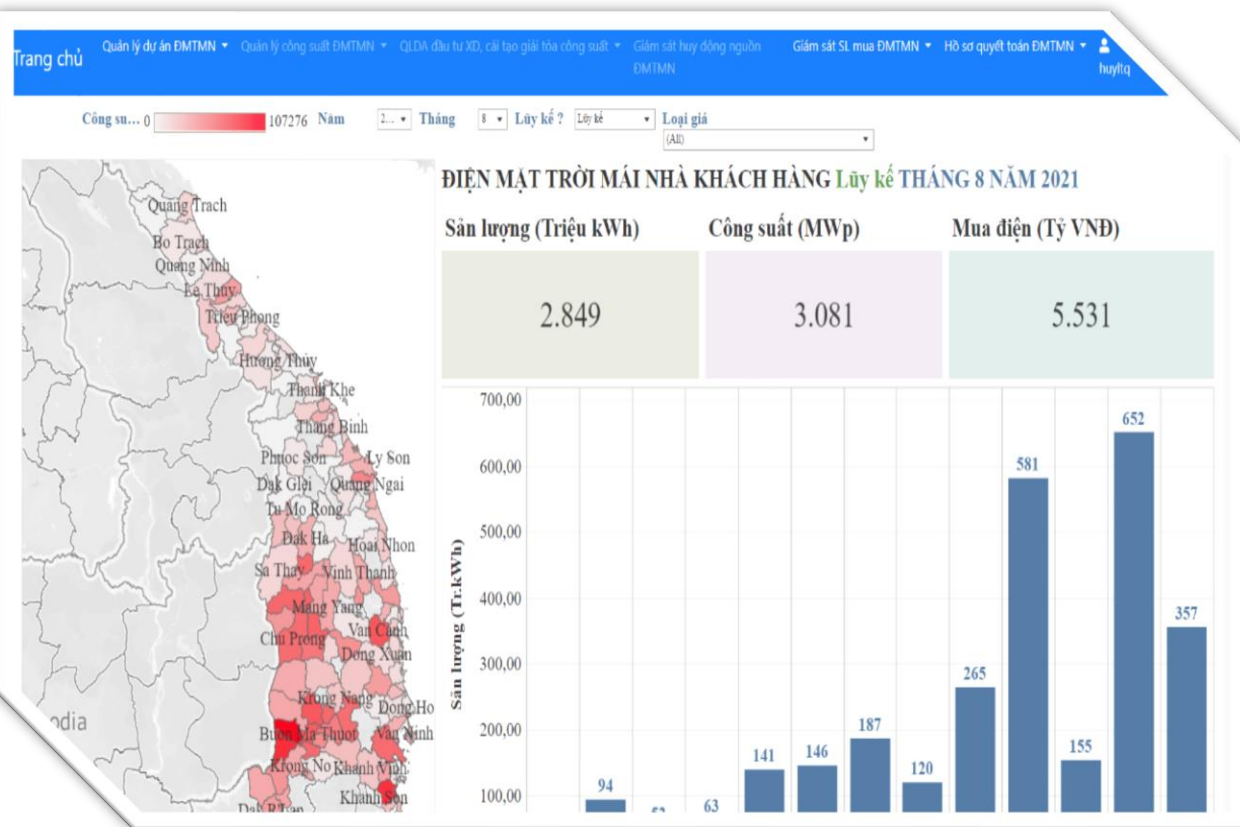 Trang chủ
Quản lý dự án ĐMTMN
Quản lý công suất ĐMTMN
QLDA đầu tư XD, cải tạo giải tỏa công suất
Giám sát huy động nguồn
ĐMTMN
Giám sát SL mua ĐMTMN
Hồ sơ quyết toán ĐMTMN
huyltq
Công su... 0
107276
Năm
2...
Tháng
8
Lũy kế ?
Lũy kế
Loại giá
(All)
ĐIỆN MẶT TRỜI MÁI NHÀ KHÁCH HÀNG Lũy kế THÁNG 8 NĂM 2021
Sản lượng (Triệu kWh)
Công suất (MWp)
Mua điện (Tỷ VNĐ)
2.849
3.081
5.531
Quang Trach
Bo Trach
Quang Ninh
Le Thuy
Trieu Phong
Huong Thuy
Thanh Khe
Thang Binh
Phuoc Son
Ly Son
Dak Glei
Quang Ngai
Tu Mo Rong
Dak Ha
Hoai Nhon
Sa Thay
Vinh Thanh
Mang Yang
Van Canh
Chu Prong
Dong Xuan
Krong Nang
Dong Ho
Buon Ma Thuot
Van Ninh
Krong No
Khanh Vinh
Khanh Son
odia
Sản lượng (Tr.kWh)
700,00
600,00
500,00
400,00
300,00
200,00
100,00
94
63
141
146
187
120
265
581
155
652
357